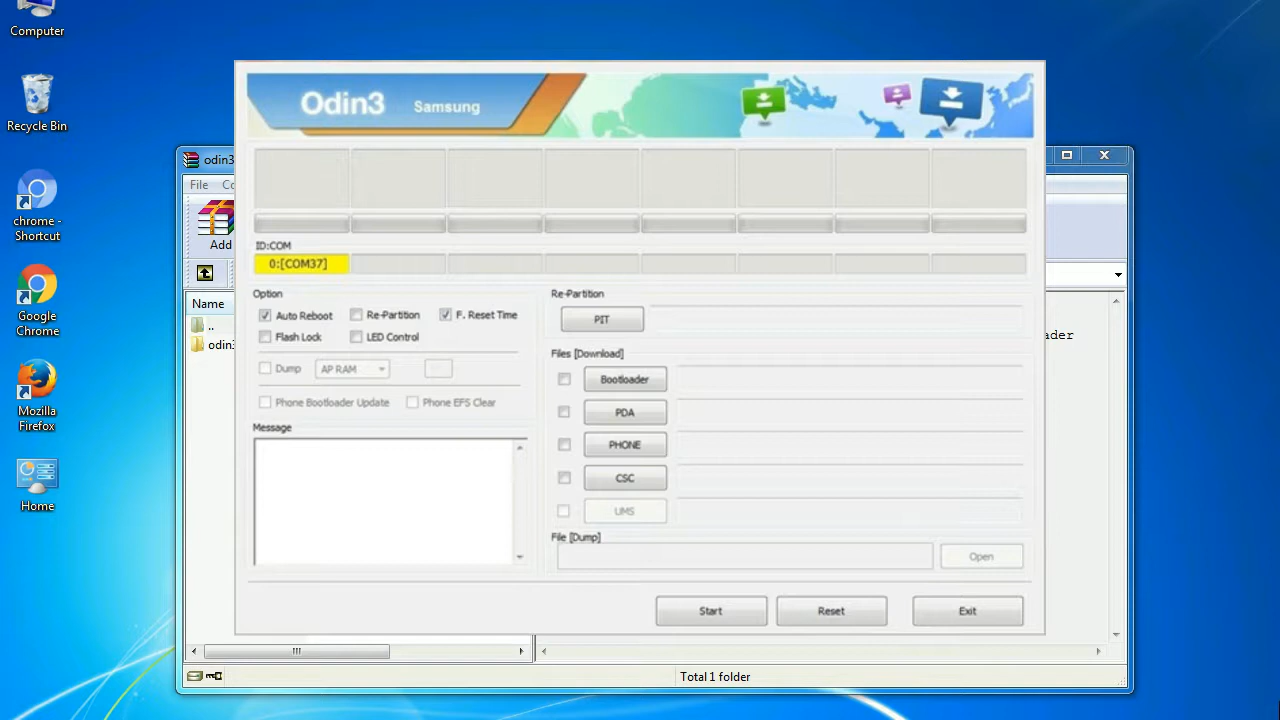 Computer
Recycle Bin
chrome - Shortcut
Google Chrome
Mozilla Firefox
Home
odin3
File Co
Add
Name
..
odin3
ader
Total 1 folder
Odin3 Samsung
ID:COM
0:[COM37]
Option
Auto Reboot Re-Partition F. Reset Time
Flash Lock LED Control
Dump AP RAM
Phone Bootloader Update Phone EFS Clear
Message
Re-Partition
PIT
Files [Download]
Bootloader
PDA
PHONE
CSC
UMS
File [Dump]
Open
Start Reset Exit